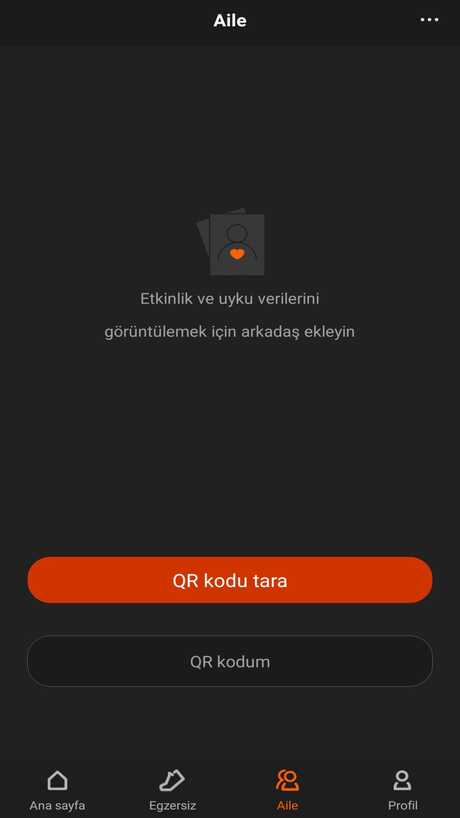 Aile
Etkinlik ve uyku verilerini
görüntülemek için arkadaş ekleyin
QR kodu tara
QR kodum
Ana sayfa
Egzersiz
Aile
Profil